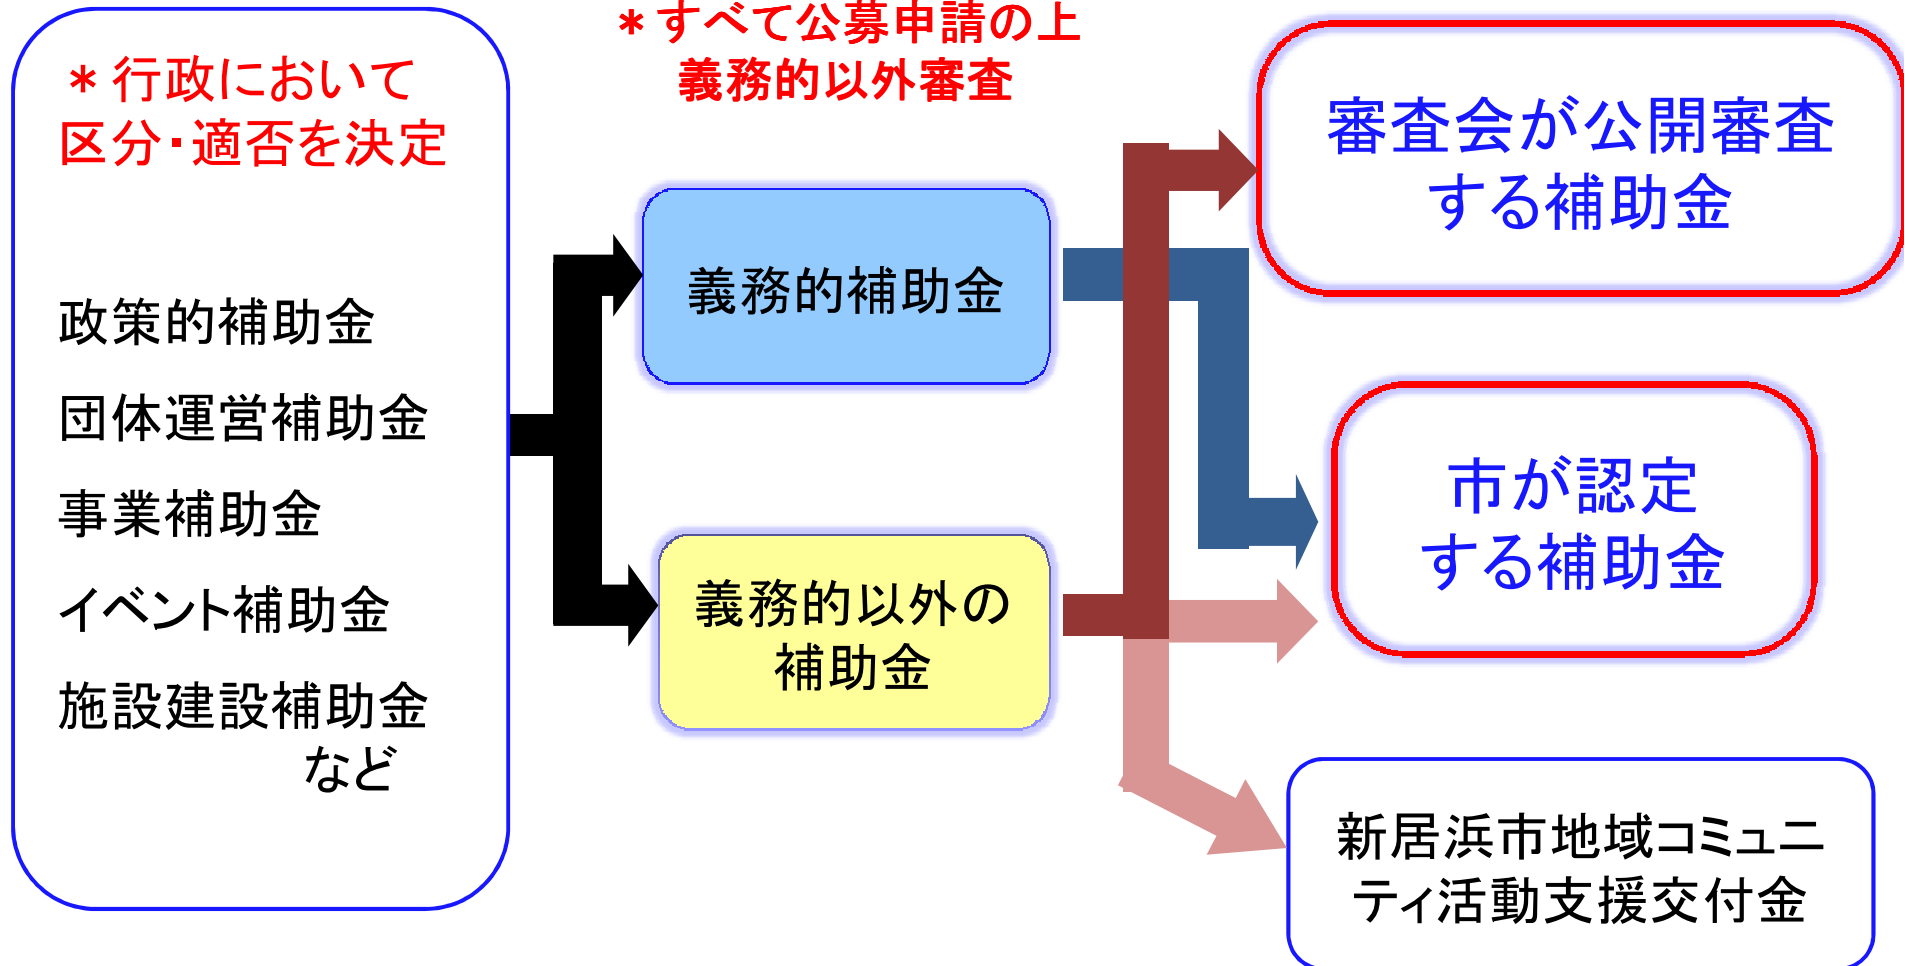 ＊行政において
区分・適否を決定
政策的補助金
団体運営補助金
事業補助金
イベント補助金
施設建設補助金
など
＊すべて公募申請の上
義務的以外審査
義務的補助金
義務的以外の
補助金
審査会が公開審査
する補助金
市が認定
する補助金
新居浜市地域コミュニ
ティ活動支援交付金